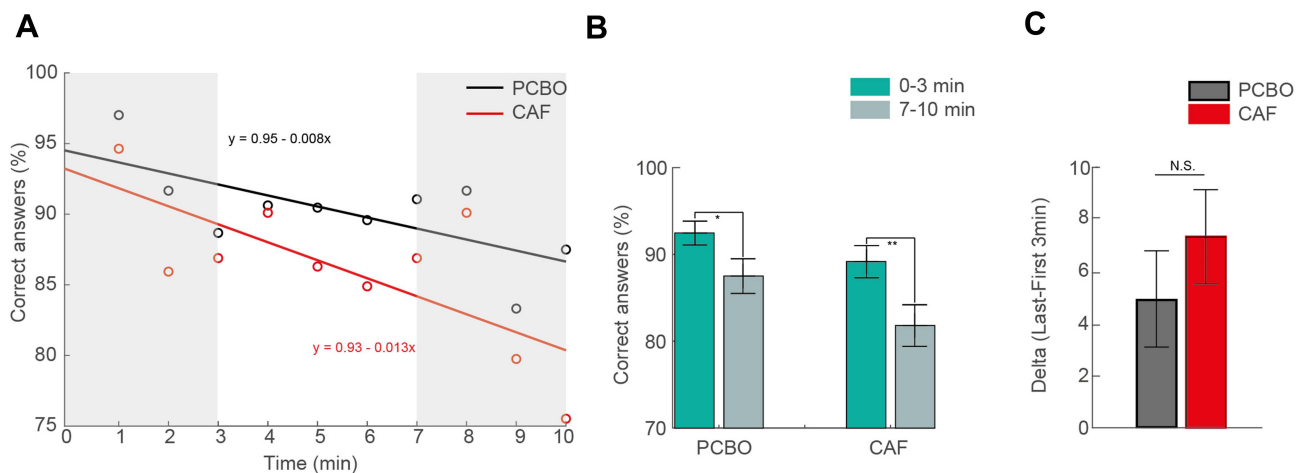 A
Correct answers (%)
100
95
90
85
80
75
0 1 2 3 4 5 6 7 8 9 10
Time (min)
PCBO
CAF
y = 0.95 - 0.008x
y = 0.93 - 0.013x
B
0-3 min
7-10 min
Correct answers (%)
100
90
80
70
*
**
PCBO CAF
C
PCBO
CAF
Delta (Last-First 3min)
10
8
6
4
2
0
N.S.